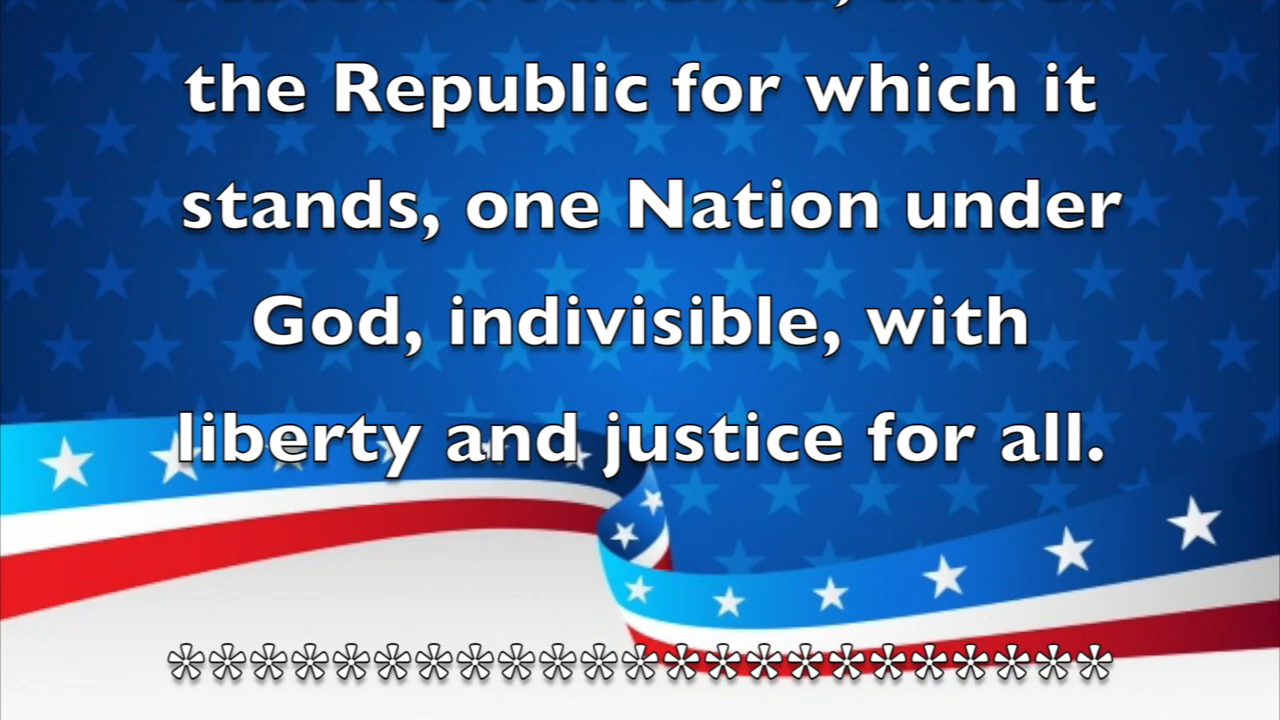 the Republic for which it
stands, one Nation under
God, indivisible, with
liberty and justice for all.
***********************